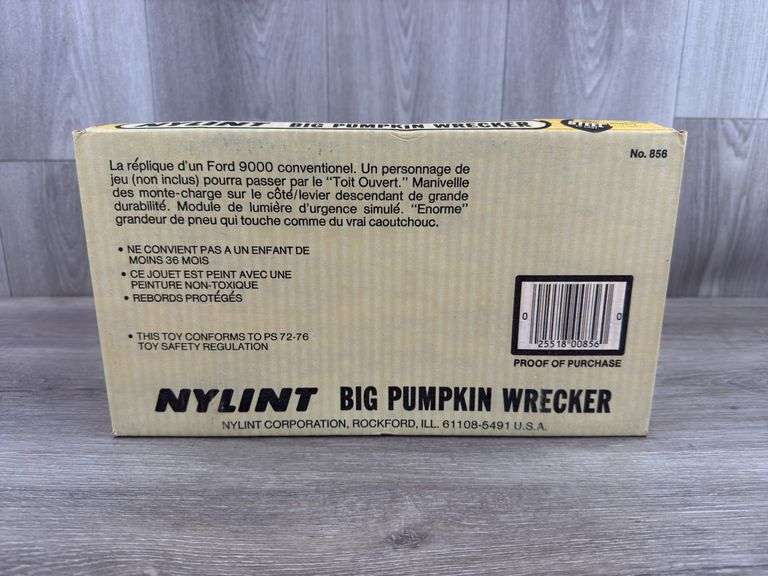 NYLINT BIG PUMPKIN WRECKER
No. 856
La réplique d'un Ford 9000 conventionel. Un personnage de
jeu (non inclus) pourra passer par le "Toit Ouvert." Manivellle
des monte-charge sur le côté/levier descendant de grande
durabilité. Module de lumière d'urgence simulé. "Enorme"
grandeur de pneu qui touche comme du vrai caoutchouc.
• NE CONVIENT PAS A UN ENFANT DE
MOINS 36 MOIS
• CE JOUET EST PEINT AVEC UNE
PEINTURE NON-TOXIQUE
• REBORDS PROTÉGÉS
• THIS TOY CONFORMS TO PS 72-76
TOY SAFETY REGULATION
0 25518 00856 0
PROOF OF PURCHASE
NYLINT BIG PUMPKIN WRECKER
NYLINT CORPORATION, ROCKFORD, ILL. 61108-5491 U.S.A.